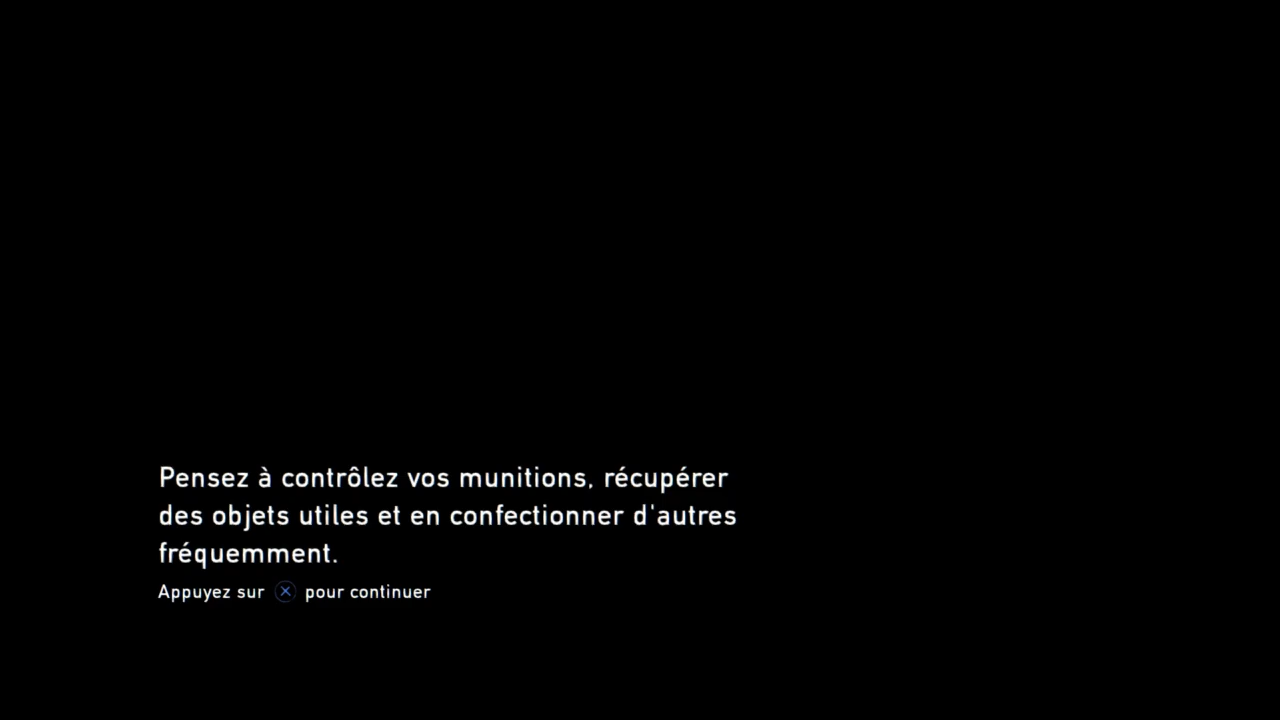 Pensez à contrôlez vos munitions, récupérer
des objets utiles et en confectionner d'autres
fréquemment.
Appuyez sur ⓧ pour continuer